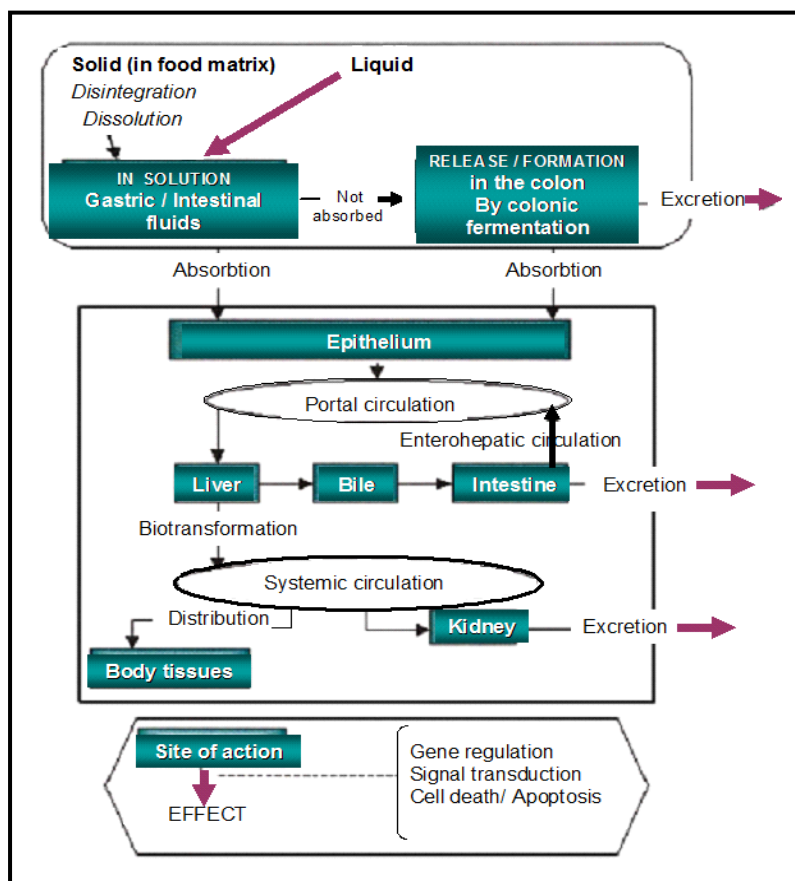 Solid (in food matrix)
Liquid
Disintegration
Dissolution
IN SOLUTION
Gastric / Intestinal
fluids
Not
absorbed
RELEASE / FORMATION
in the colon
By colonic
fermentation
Excretion
Absorbtion
Absorbtion
Epithelium
Portal circulation
Enterohepatic circulation
Liver
Bile
Intestine
Excretion
Biotransformation
Systemic circulation
Distribution
Kidney
Excretion
Body tissues
Site of action
EFFECT
Gene regulation
Signal transduction
Cell death/ Apoptosis